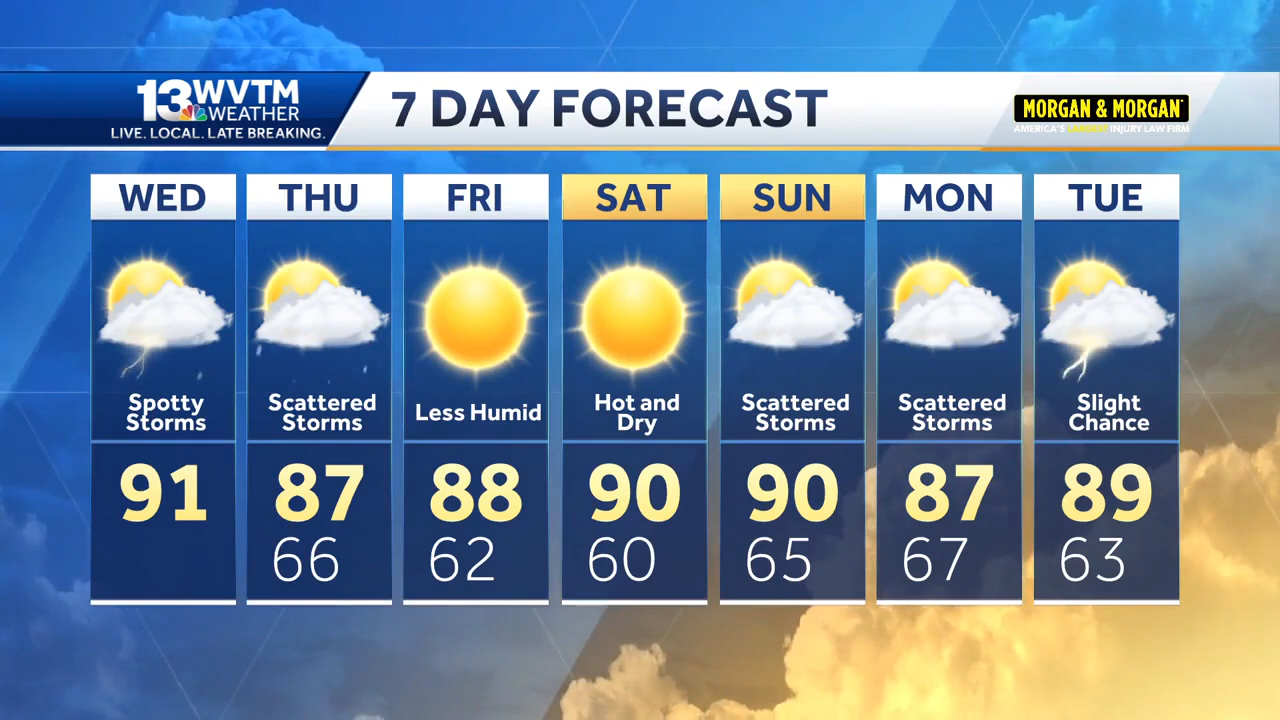 13 WVTM
WEATHER
LIVE. LOCAL. LATE BREAKING.
7 DAY FORECAST
MORGAN & MORGAN
AMERICA'S LARGEST INJURY LAW FIRM
WED
THU
FRI
SAT
SUN
MON
TUE
Spotty
Storms
Scattered
Storms
Less Humid
Hot and
Dry
Scattered
Storms
Scattered
Storms
Slight
Chance
91
87
88
90
90
87
89
66
62
60
65
67
63